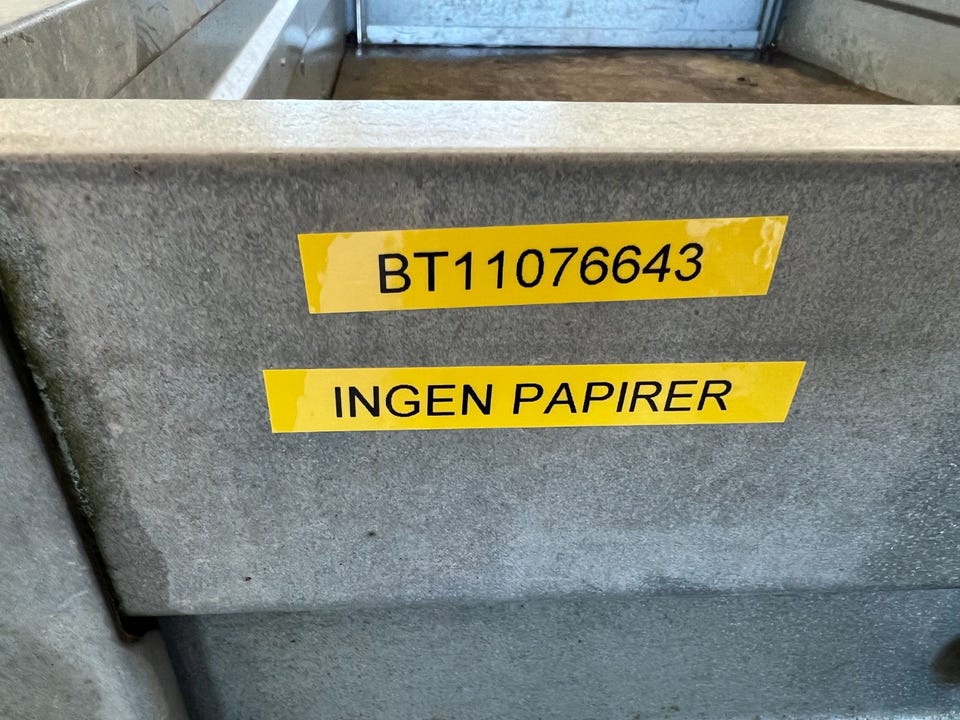 BT11076643
INGEN PAPIRER